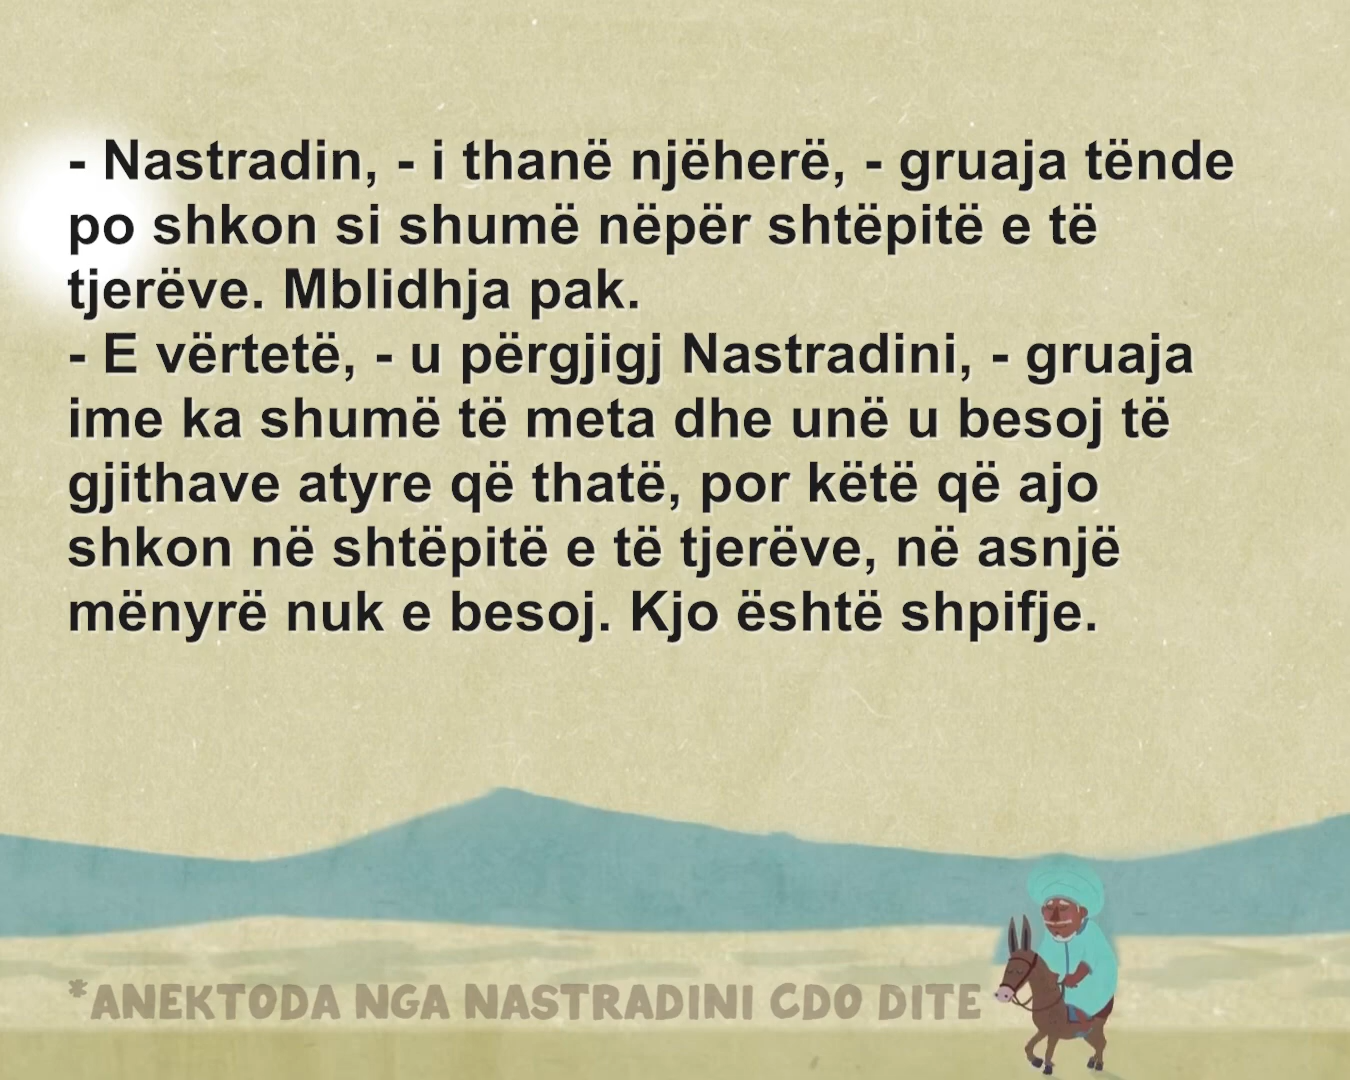 - Nastradin, - i thanë njëherë, - gruaja tënde
po shkon si shumë nëpër shtëpitë e të
tjerëve. Mblidhja pak.
- E vërtetë, - u përgjigj Nastradini, - gruaja
ime ka shumë të meta dhe unë u besoj të
gjithave atyre që thatë, por këtë që ajo
shkon në shtëpitë e të tjerëve, në asnjë
mënyrë nuk e besoj. Kjo është shpifje.
*ANEKTODA NGA NASTRADINI CDO DITE